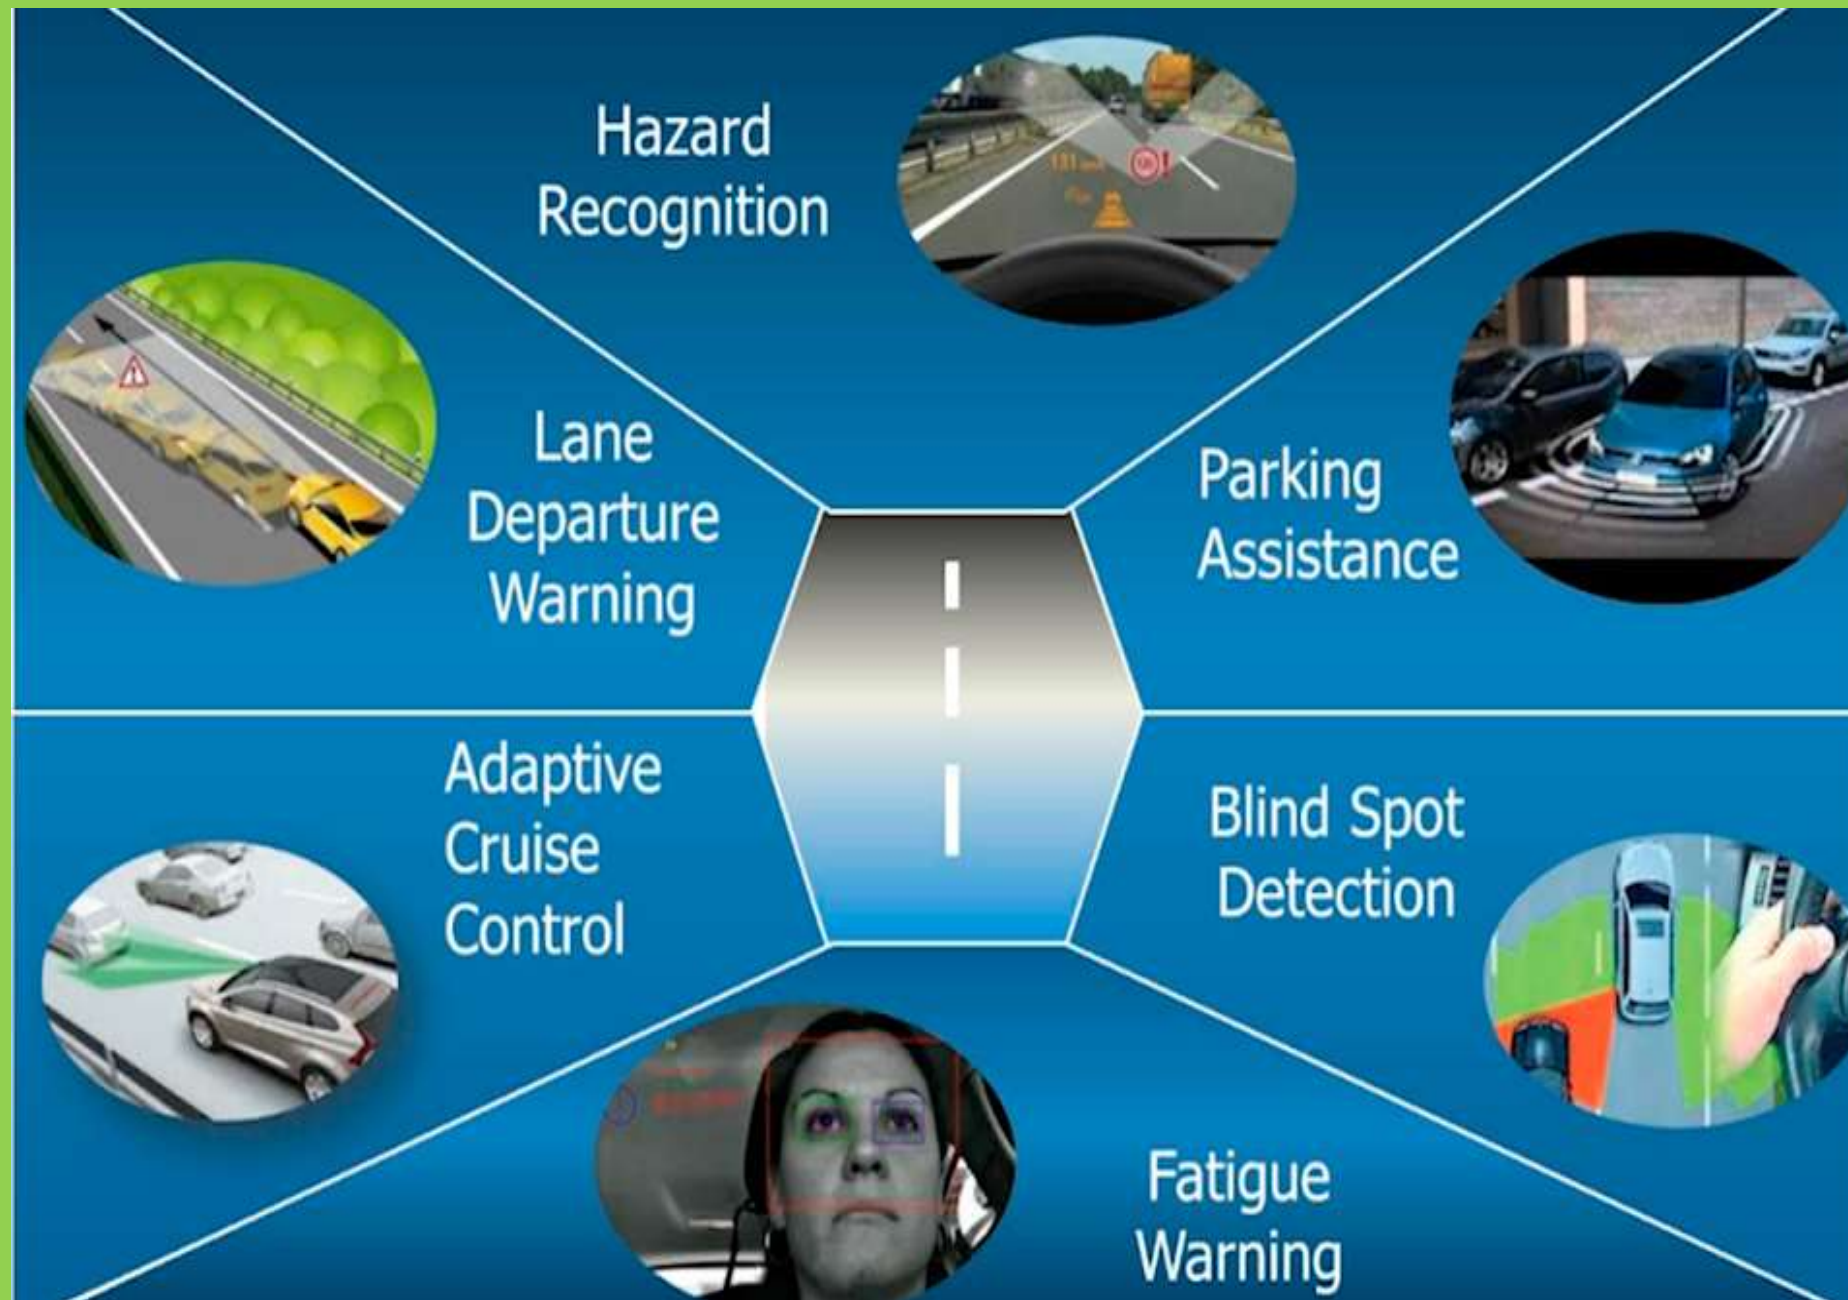 Hazard
Recognition
Lane
Departure
Warning
Parking
Assistance
Adaptive
Cruise
Control
Blind Spot
Detection
Fatigue
Warning